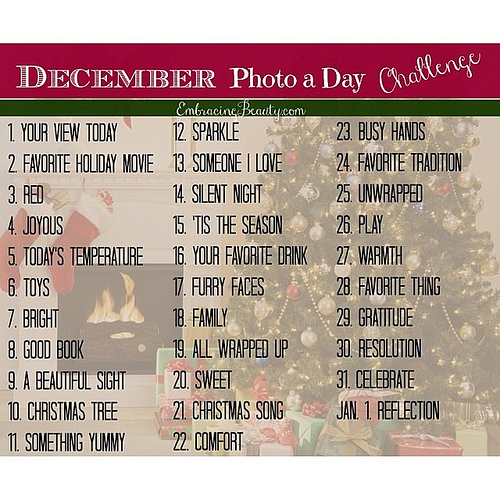 DECEMBER Photo a Day Challenge
EmbracingBeauty.com
1. YOUR VIEW TODAY
2. FAVORITE HOLIDAY MOVIE
3. RED
4. JOYOUS
5. TODAY'S TEMPERATURE
6. TOYS
7. BRIGHT
8. GOOD BOOK
9. A BEAUTIFUL SIGHT
10. CHRISTMAS TREE
11. SOMETHING YUMMY
12. SPARKLE
13. SOMEONE I LOVE
14. SILENT NIGHT
15. 'TIS THE SEASON
16. YOUR FAVORITE DRINK
17. FURRY FACES
18. FAMILY
19. ALL WRAPPED UP
20. SWEET
21. CHRISTMAS SONG
22. COMFORT
23. BUSY HANDS
24. FAVORITE TRADITION
25. UNWRAPPED
26. PLAY
27. WARMTH
28. FAVORITE THING
29. GRATITUDE
30. RESOLUTION
31. CELEBRATE
JAN. 1. REFLECTION